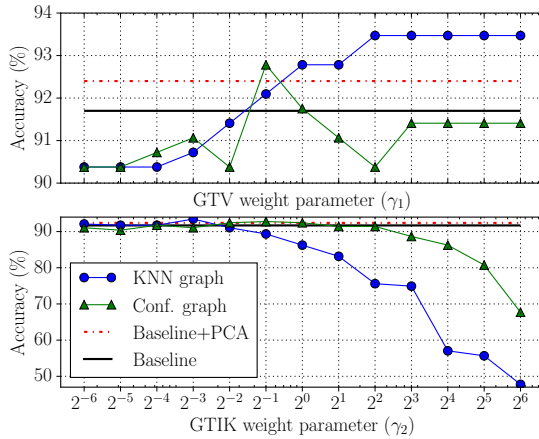 94
93
92
91
90
Accuracy (%)
GTV weight parameter (γ₁)
90
80
70
60
50
Accuracy (%)
KNN graph
Conf. graph
Baseline+PCA
Baseline
2⁻⁶ 2⁻⁵ 2⁻⁴ 2⁻³ 2⁻² 2⁻¹ 2⁰ 2¹ 2² 2³ 2⁴ 2⁵ 2⁶
GTIK weight parameter (γ₂)